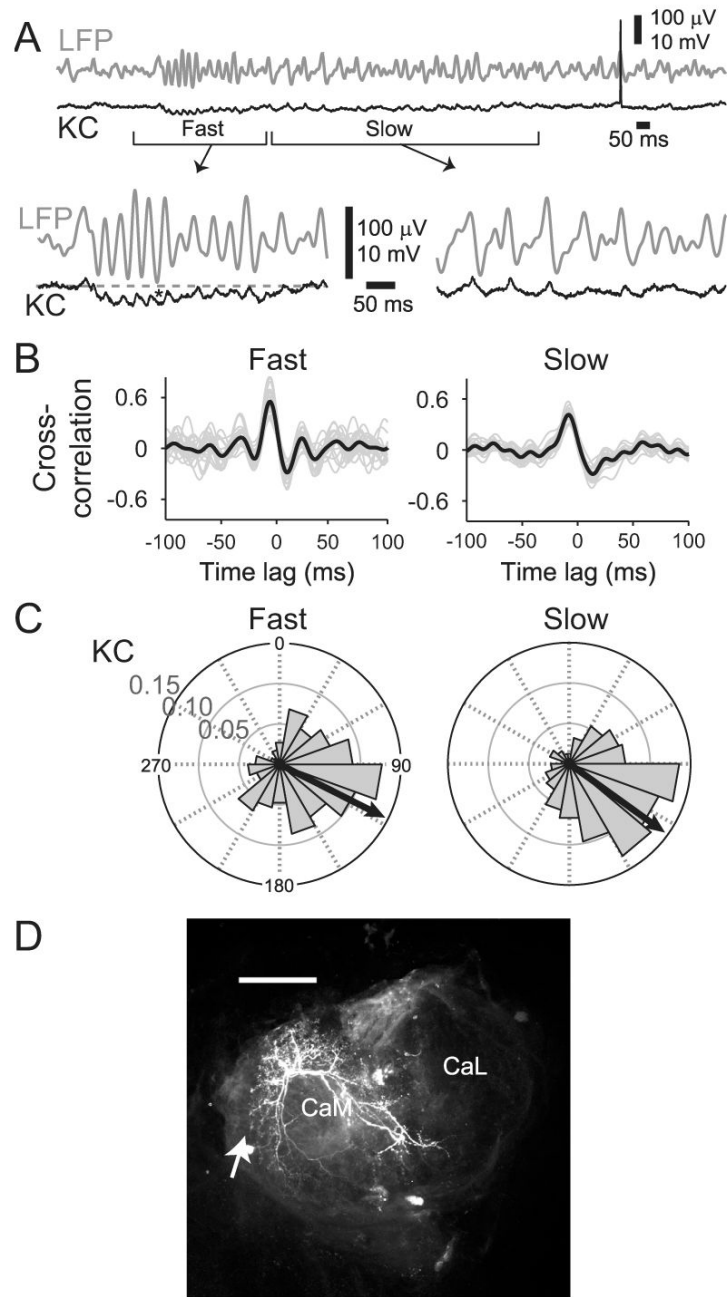 A
LFP
100 µV
10 mV
KC
Fast
Slow
50 ms
LFP
100 µV
10 mV
KC
*
50 ms
B
Fast
Slow
Cross-
correlation
0.6
0
-0.6
0.6
0
-0.6
-100 -50 0 50 100
-100 -50 0 50 100
Time lag (ms)
Time lag (ms)
C
Fast
Slow
KC
0
0.15
0.10
0.05
270
90
180
D
CaL
CaM